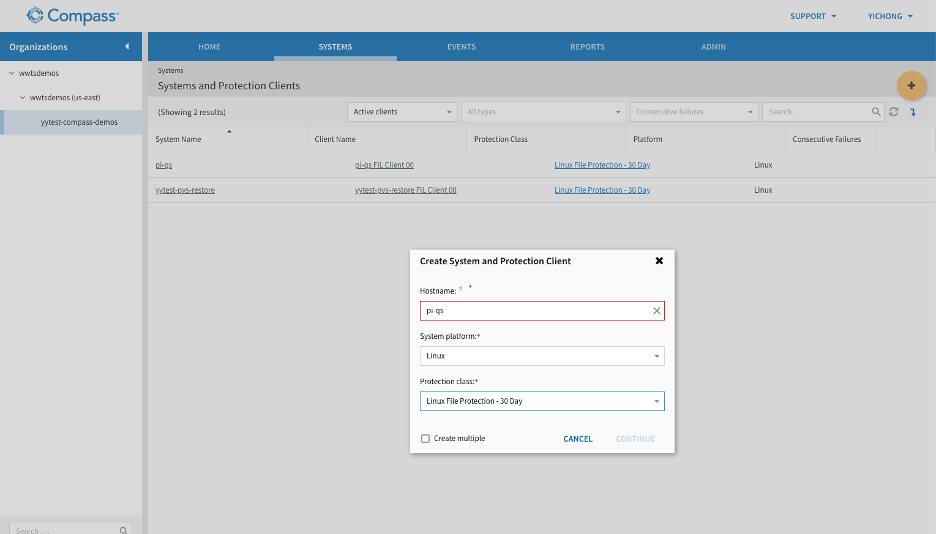 Compass
SUPPORT
YICHONG
Organizations
HOME
SYSTEMS
EVENTS
REPORTS
ADMIN
wwtsdemos
wwtsdemos (us-east)
yytest-compass-demos
Systems
Systems and Protection Clients
+
(Showing 2 results)
Active clients
All types
Consecutive failures
Search . . .
System Name
Client Name
Protection Class
Platform
Consecutive Failures
pi-qs
pi-qs FIL Client 00
Linux File Protection - 30 Day
Linux
yytest-pvs-restore
yytest-pvs-restore FIL Client 00
Linux File Protection - 30 Day
Linux
Create System and Protection Client
Hostname: ? *
pi-qs
System platform:*
Linux
Protection class:*
Linux File Protection - 30 Day
Create multiple
CANCEL
CONTINUE
Search . . .